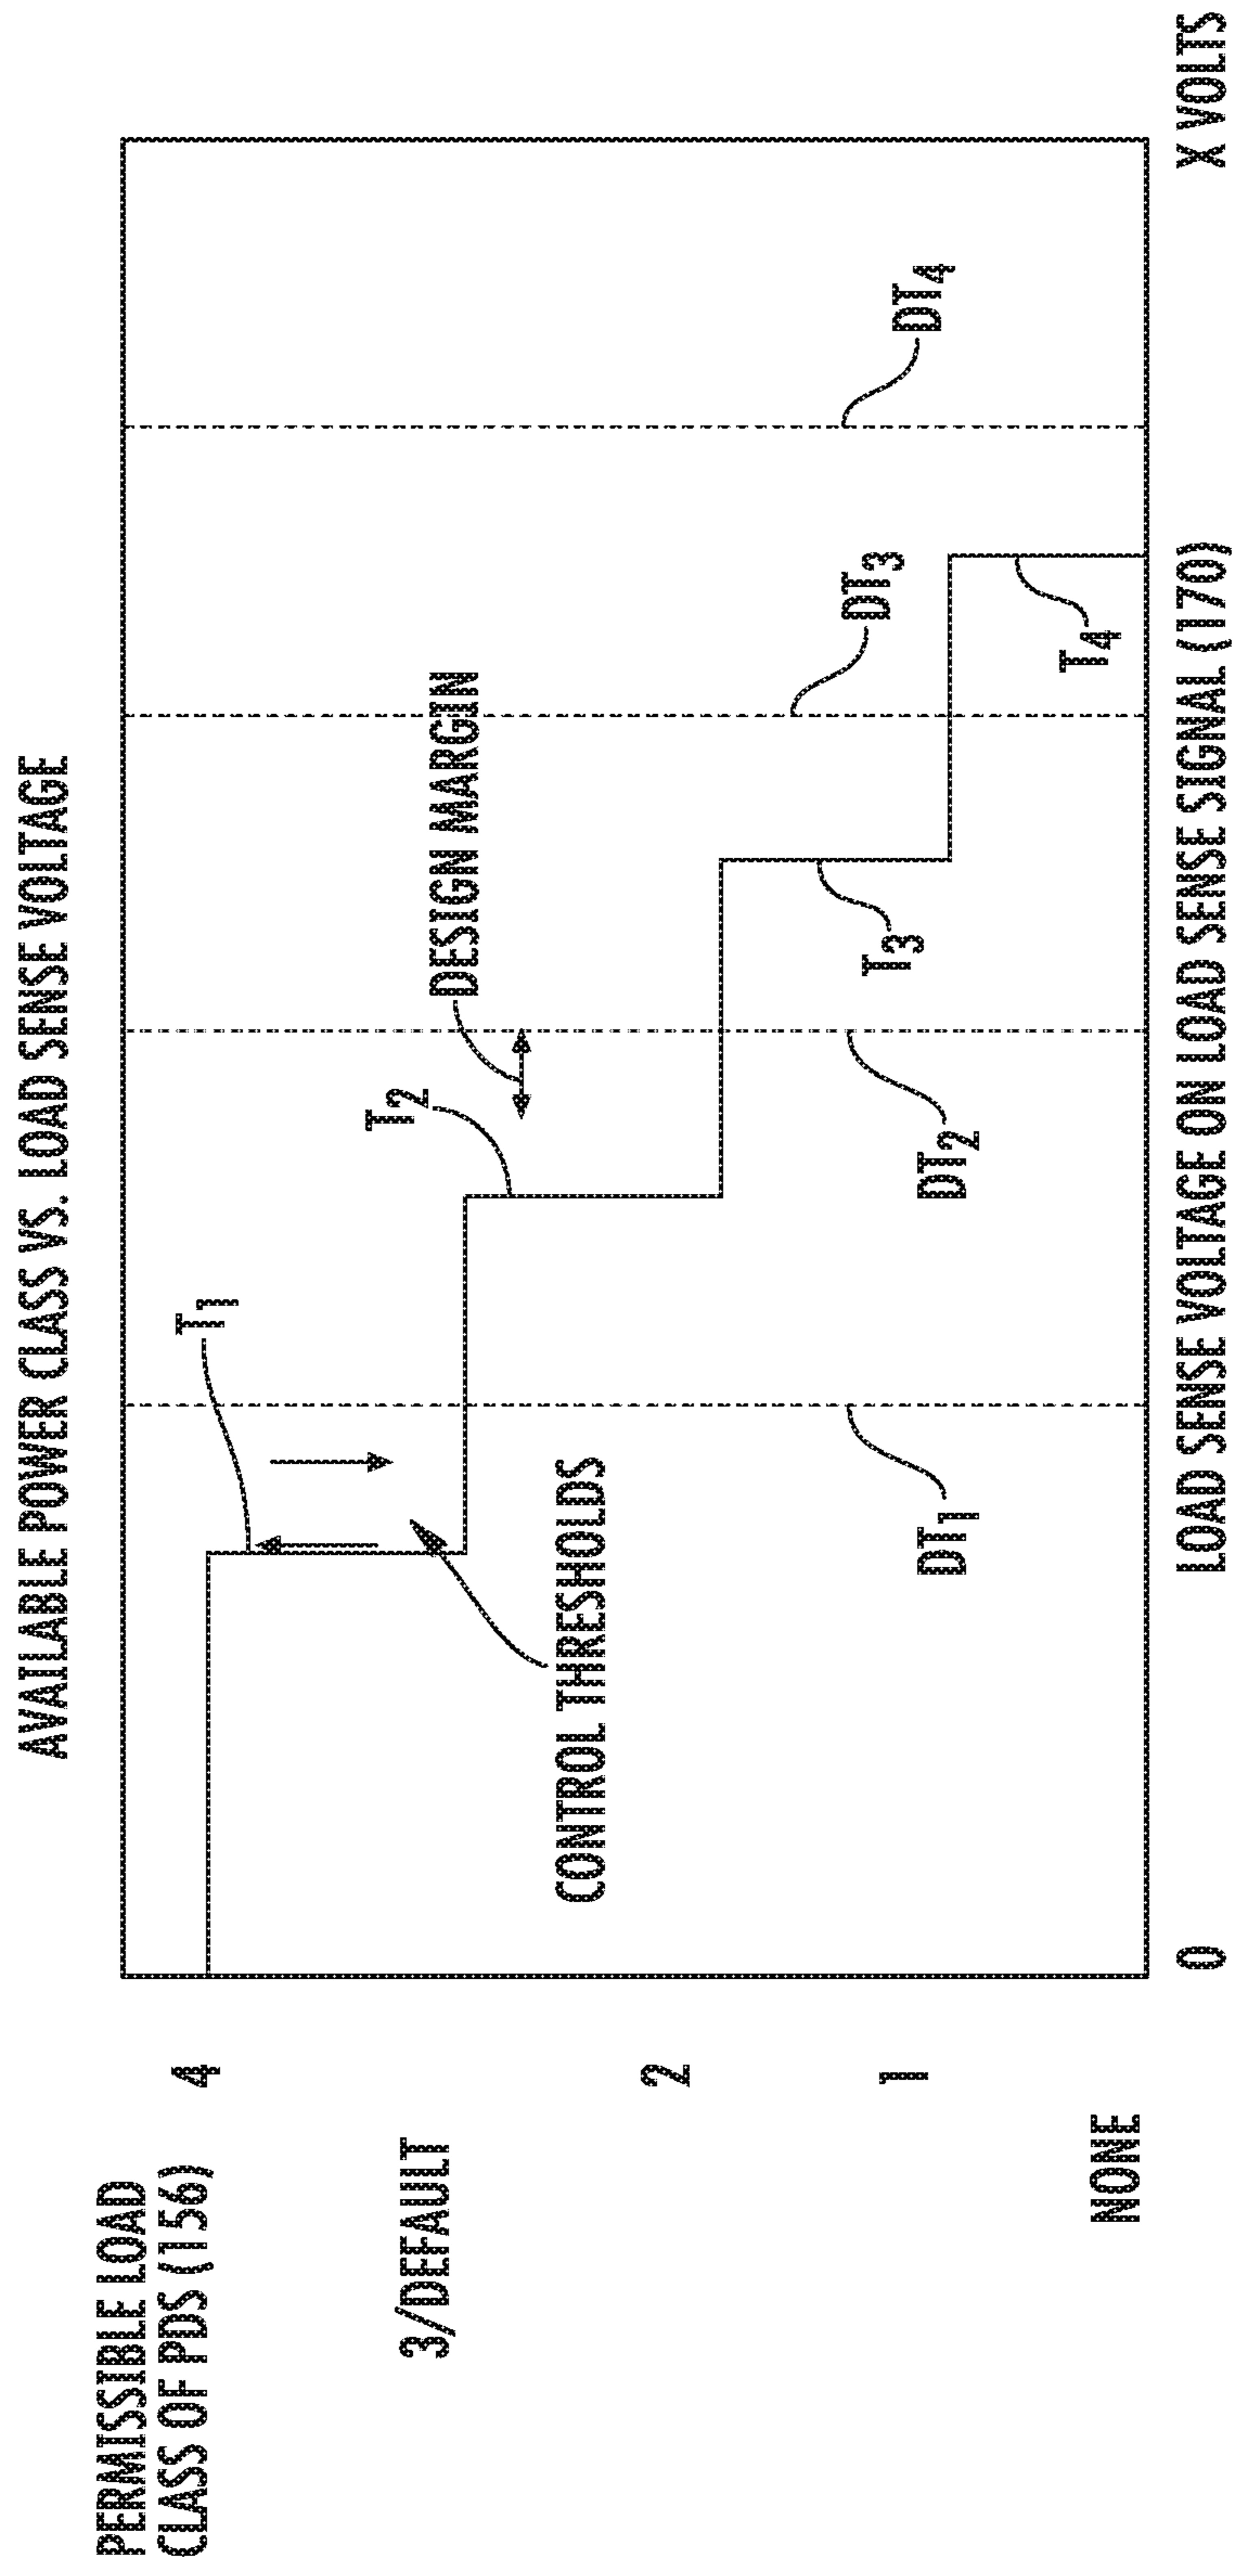 AVAILABLE POWER CLASS VS. LOAD SENSE VOLTAGE
PERMISSIBLE LOAD
CLASS OF PDS (156)
4
T1
T2
3/DEFAULT
DESIGN MARGIN
CONTROL THRESHOLDS
2
DT3
T3
1
DT1
DT2
DT4
T4
NONE
0
LOAD SENSE VOLTAGE ON LOAD SENSE SIGNAL (170)
X VOLTS